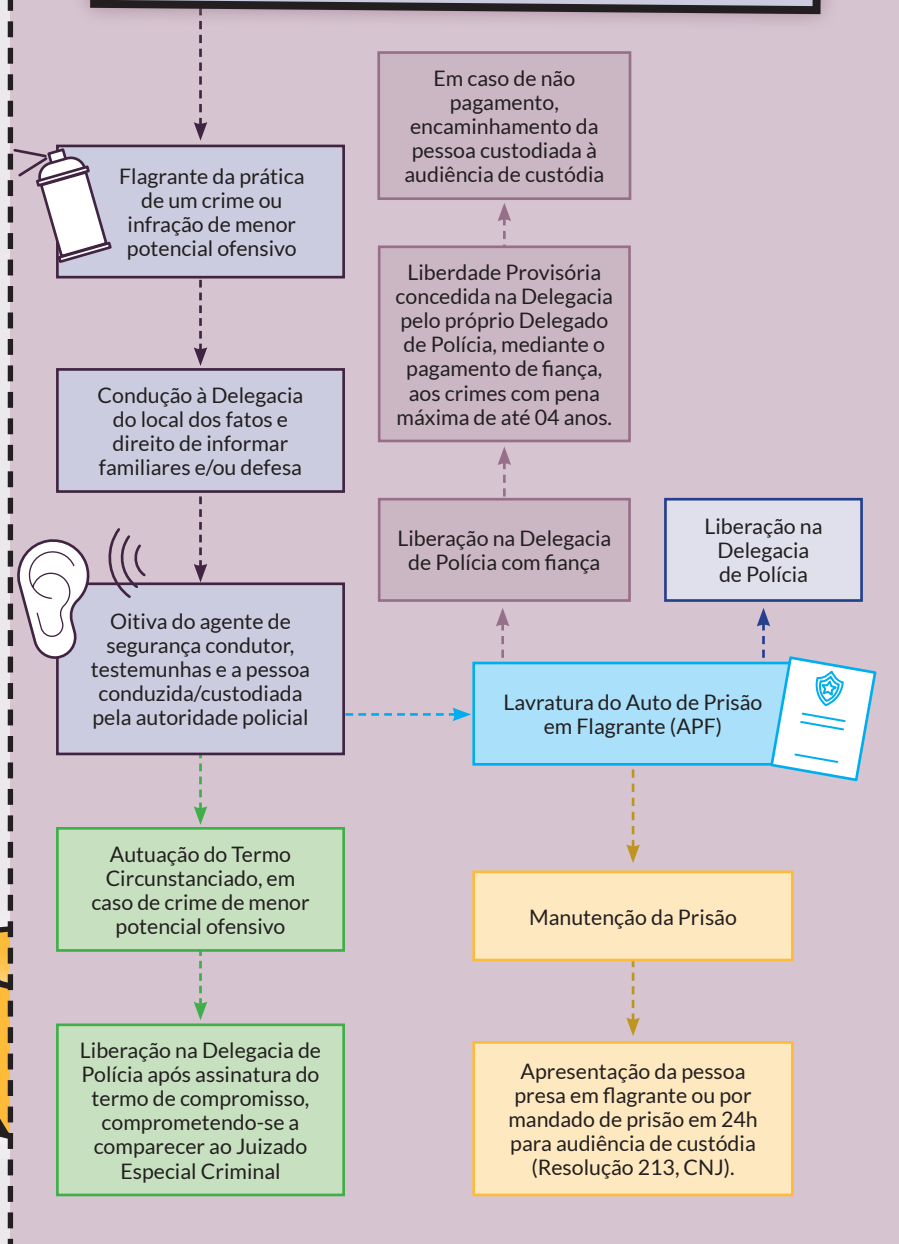 Em caso de não
pagamento,
encaminhamento da
pessoa custodiada à
audiência de custódia
Flagrante da prática
de um crime ou
infração de menor
potencial ofensivo
Liberdade Provisória
concedida na Delegacia
pelo próprio Delegado
de Polícia, mediante o
pagamento de fiança,
aos crimes com pena
máxima de até 04 anos.
Condução à Delegacia
do local dos fatos e
direito de informar
familiares e/ou defesa
Liberação na Delegacia
de Polícia com fiança
Liberação na
Delegacia
de Polícia
Oitiva do agente de
segurança condutor,
testemunhas e a pessoa
conduzida/custodiada
pela autoridade policial
Lavratura do Auto de Prisão
em Flagrante (APF)
Autuação do Termo
Circunstanciado, em
caso de crime de menor
potencial ofensivo
Manutenção da Prisão
Liberação na Delegacia de
Polícia após assinatura do
termo de compromisso,
comprometendo-se a
comparecer ao Juizado
Especial Criminal
Apresentação da pessoa
presa em flagrante ou por
mandado de prisão em 24h
para audiência de custódia
(Resolução 213, CNJ).